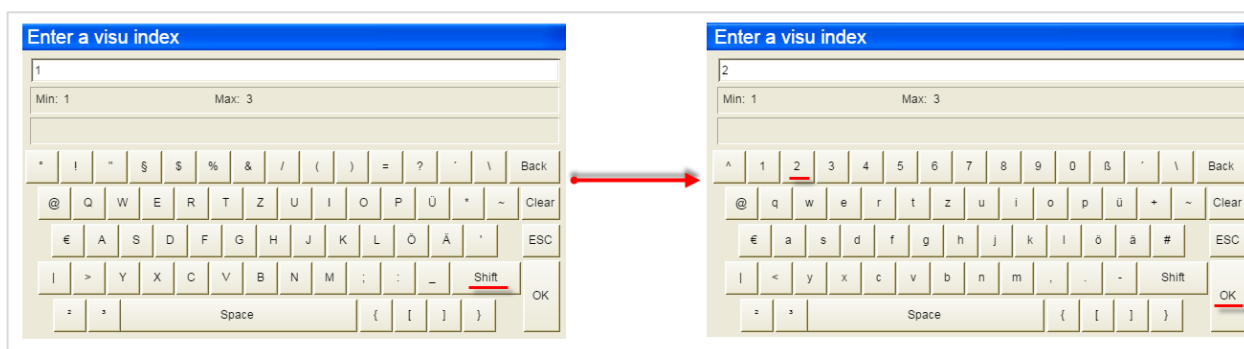 Enter a visu index
1
Min: 1 Max: 3
° ! " § $ % & / ( ) = ? ` \ Back
@ Q W E R T Z U I O P Ü * ~ Clear
€ A S D F G H J K L Ö Ä ' ESC
| > Y X C V B N M ; : _ Shift
OK
² ³ Space { [ ] }
Enter a visu index
2
Min: 1 Max: 3
^ 1 2 3 4 5 6 7 8 9 0 ß ´ \ Back
@ q w e r t z u i o p ü + ~ Clear
€ a s d f g h j k l ö ä # ESC
| < y x c v b n m , . - Shift
OK
² ³ Space { [ ] }